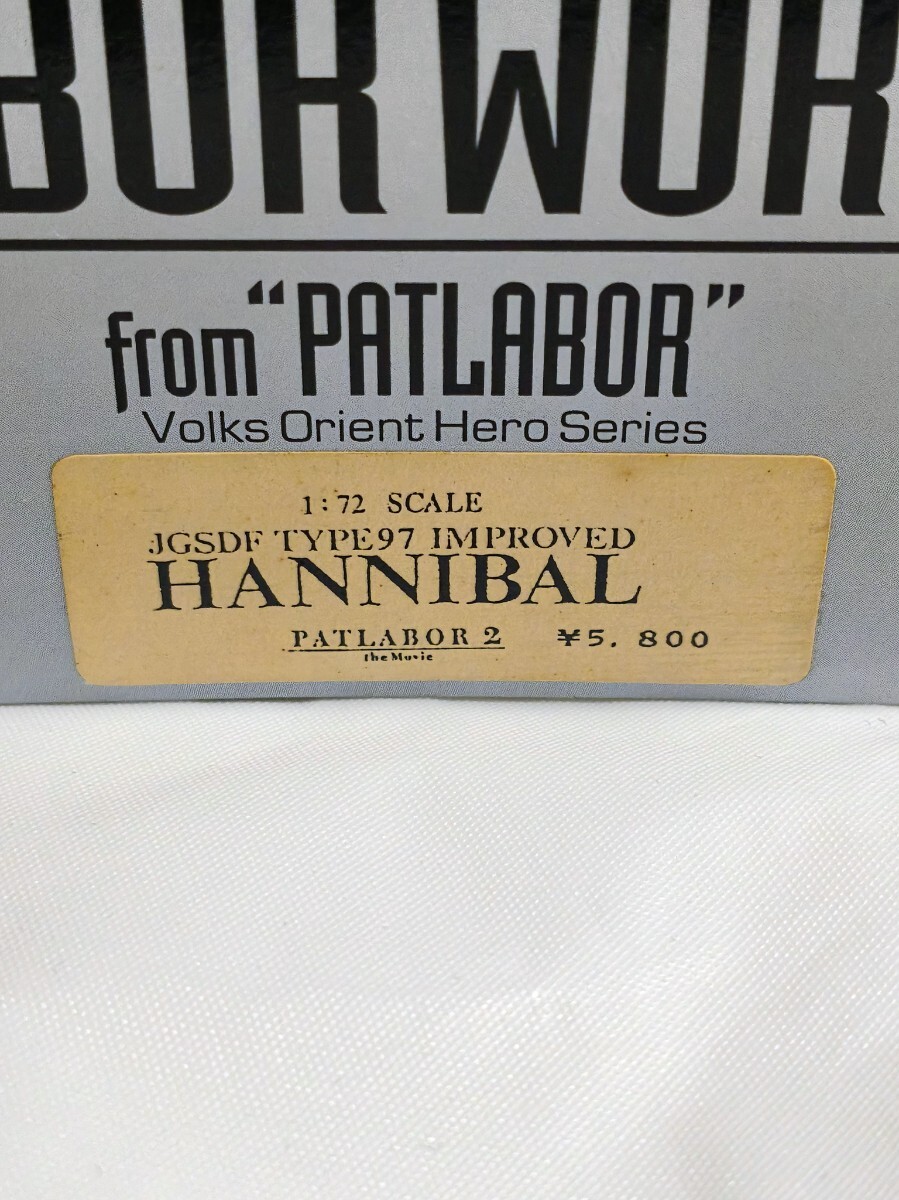 BOR WOR
from “PATLABOR”
Volks Orient Hero Series
1:72 SCALE
JGSDF TYPE97 IMPROVED
HANNIBAL
PATLABOR 2 ¥5.800
the Movie